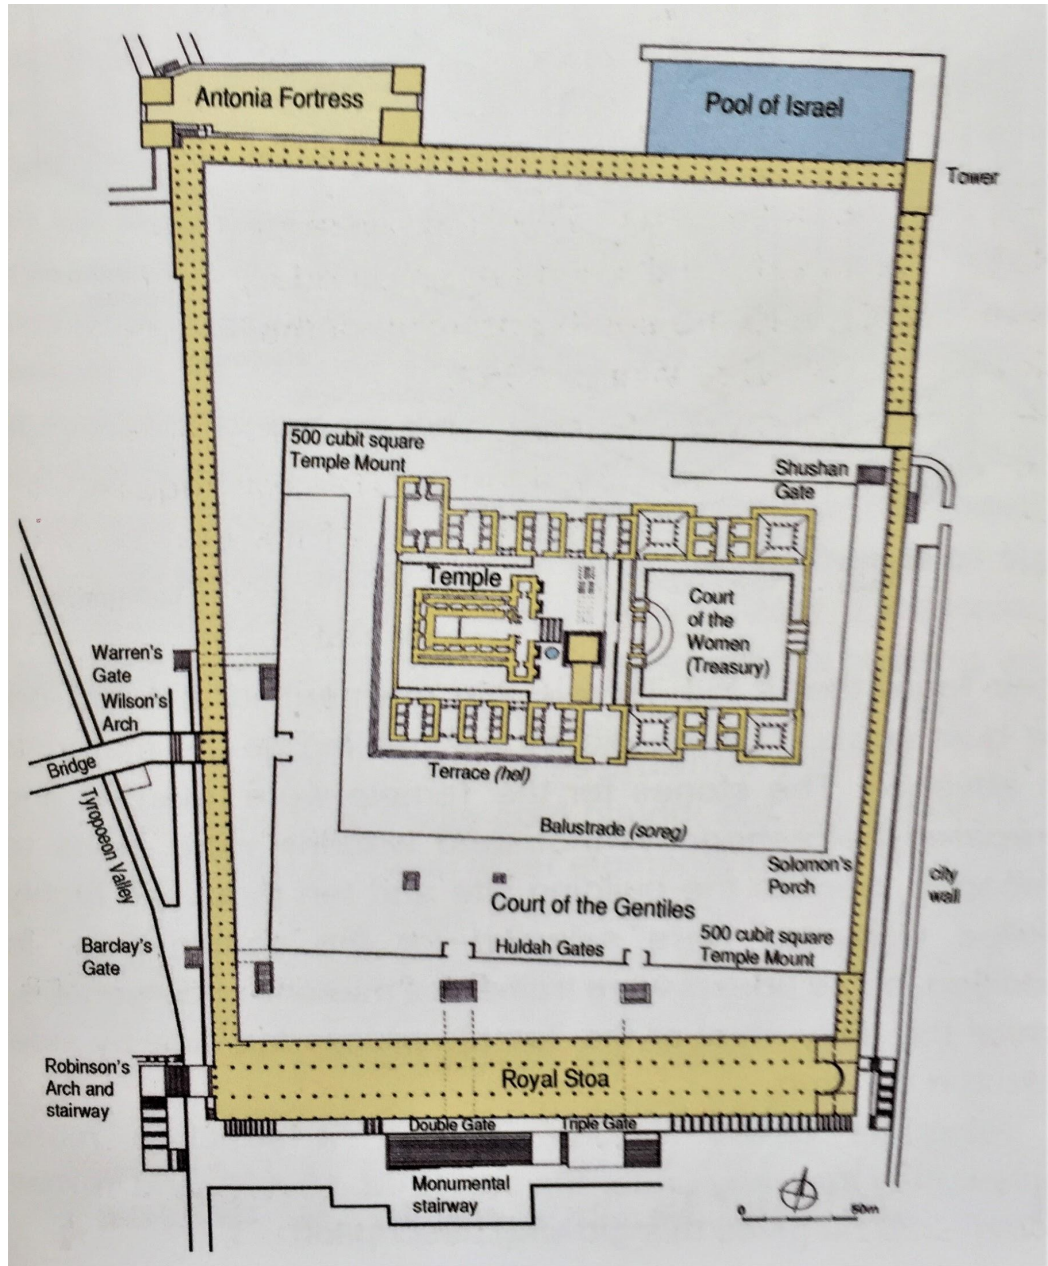 Antonia Fortress
Pool of Israel
Tower
500 cubit square
Temple Mount
Shushan
Gate
Temple
Court
of the
Women
(Treasury)
Warren's
Gate
Wilson's
Arch
Bridge
Terrace (hel)
Tyropoeon Valley
Balustrade (soreg)
Solomon's
Porch
city
wall
Court of the Gentiles
Barclay's
Gate
Huldah Gates
500 cubit square
Temple Mount
Robinson's
Arch and
stairway
Royal Stoa
Double Gate
Triple Gate
Monumental
stairway
0 50m